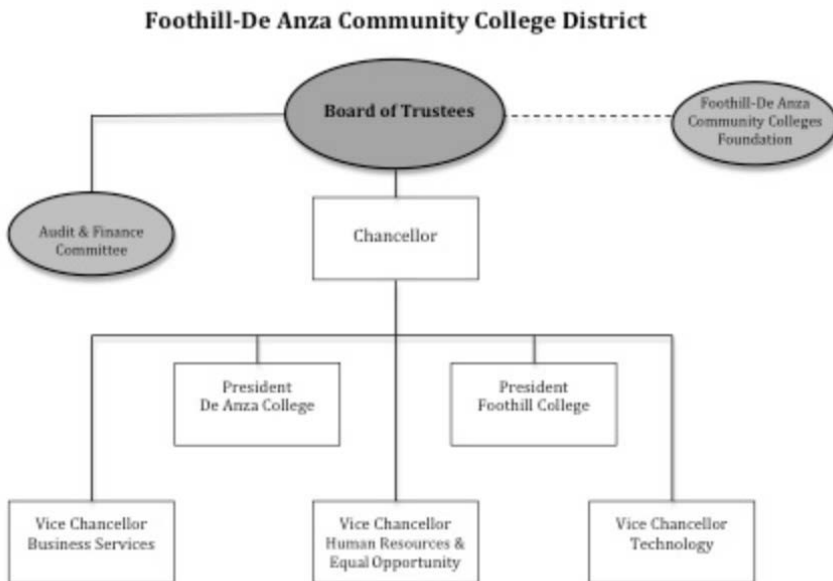 Foothill-De Anza Community College District
Board of Trustees
Foothill-De Anza
Community Colleges
Foundation
Audit & Finance
Committee
Chancellor
President
De Anza College
President
Foothill College
Vice Chancellor
Business Services
Vice Chancellor
Human Resources &
Equal Opportunity
Vice Chancellor
Technology